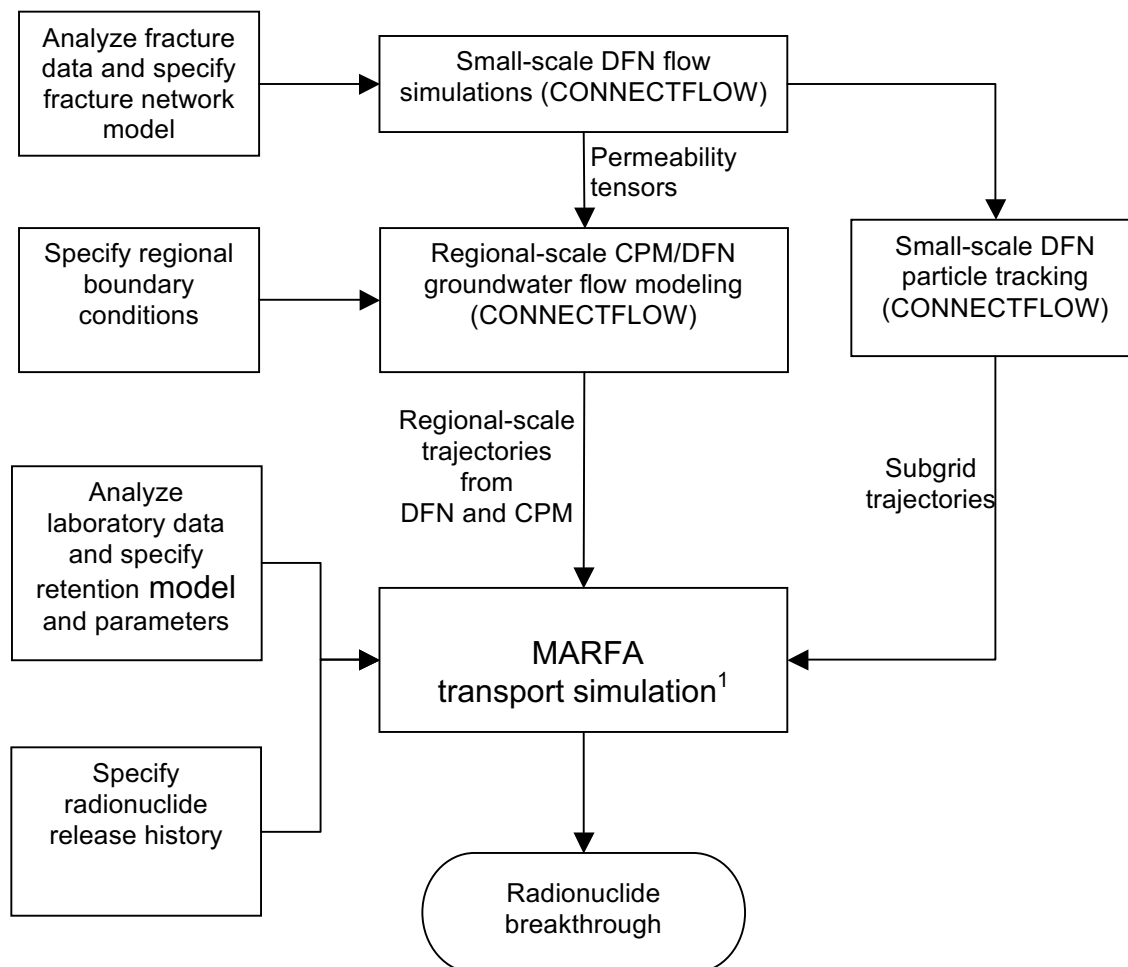 Analyze fracture
data and specify
fracture network
model
Small-scale DFN flow
simulations (CONNECTFLOW)
Permeability
tensors
Specify regional
boundary
conditions
Regional-scale CPM/DFN
groundwater flow modeling
(CONNECTFLOW)
Small-scale DFN
particle tracking
(CONNECTFLOW)
Regional-scale
trajectories
from
DFN and CPM
Subgrid
trajectories
Analyze
laboratory data
and specify
retention model
and parameters
MARFA
transport simulation¹
Specify
radionuclide
release history
Radionuclide
breakthrough